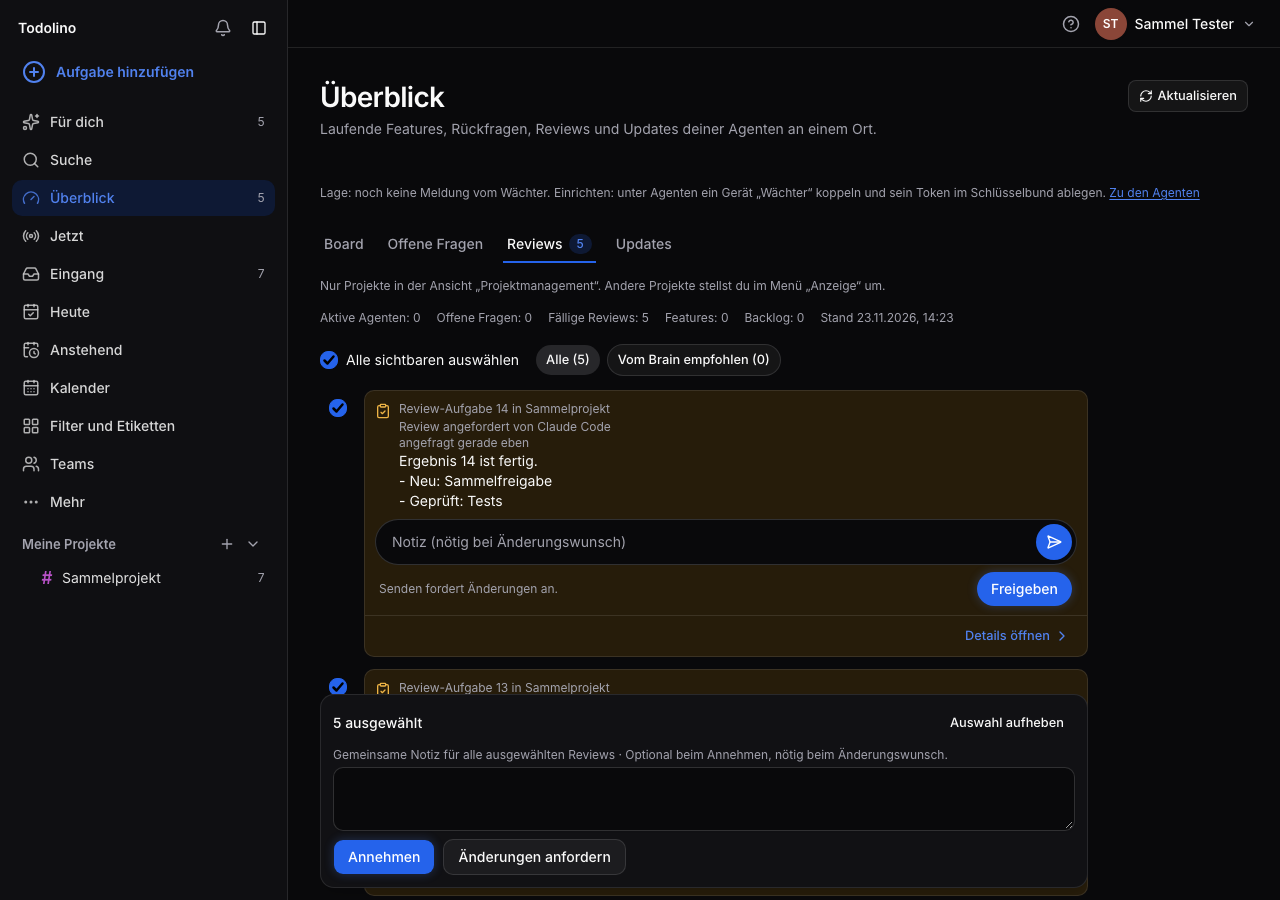 Todolino
Aufgabe hinzufügen
Für dich 5
Suche
Überblick 5
Jetzt
Eingang 7
Heute
Anstehend
Kalender
Filter und Etiketten
Teams
Mehr
Meine Projekte
# Sammelprojekt 7
ST Sammel Tester
Überblick
Aktualisieren
Laufende Features, Rückfragen, Reviews und Updates deiner Agenten an einem Ort.
Lage: noch keine Meldung vom Wächter. Einrichten: unter Agenten ein Gerät „Wächter“ koppeln und sein Token im Schlüsselbund ablegen. Zu den Agenten
Board Offene Fragen Reviews 5 Updates
Nur Projekte in der Ansicht „Projektmanagement“. Andere Projekte stellst du im Menü „Anzeige“ um.
Aktive Agenten: 0 Offene Fragen: 0 Fällige Reviews: 5 Features: 0 Backlog: 0 Stand 23.11.2026, 14:23
Alle sichtbaren auswählen Alle (5) Vom Brain empfohlen (0)
Review-Aufgabe 14 in Sammelprojekt
Review angefordert von Claude Code
angefragt gerade eben
Ergebnis 14 ist fertig.
- Neu: Sammelfreigabe
- Geprüft: Tests
Notiz (nötig bei Änderungswunsch)
Senden fordert Änderungen an. Freigeben
Details öffnen
Review-Aufgabe 13 in Sammelprojekt
5 ausgewählt Auswahl aufheben
Gemeinsame Notiz für alle ausgewählten Reviews · Optional beim Annehmen, nötig beim Änderungswunsch.
Annehmen Änderungen anfordern